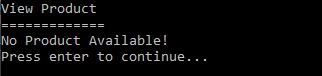 View Product
=============
No Product Available!
Press enter to continue...